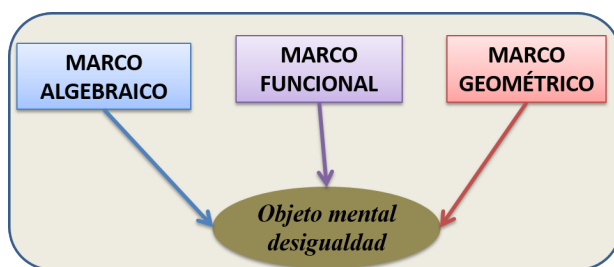 MARCO
ALGEBRAICO
MARCO
FUNCIONAL
MARCO
GEOMÉTRICO
Objeto mental
desigualdad